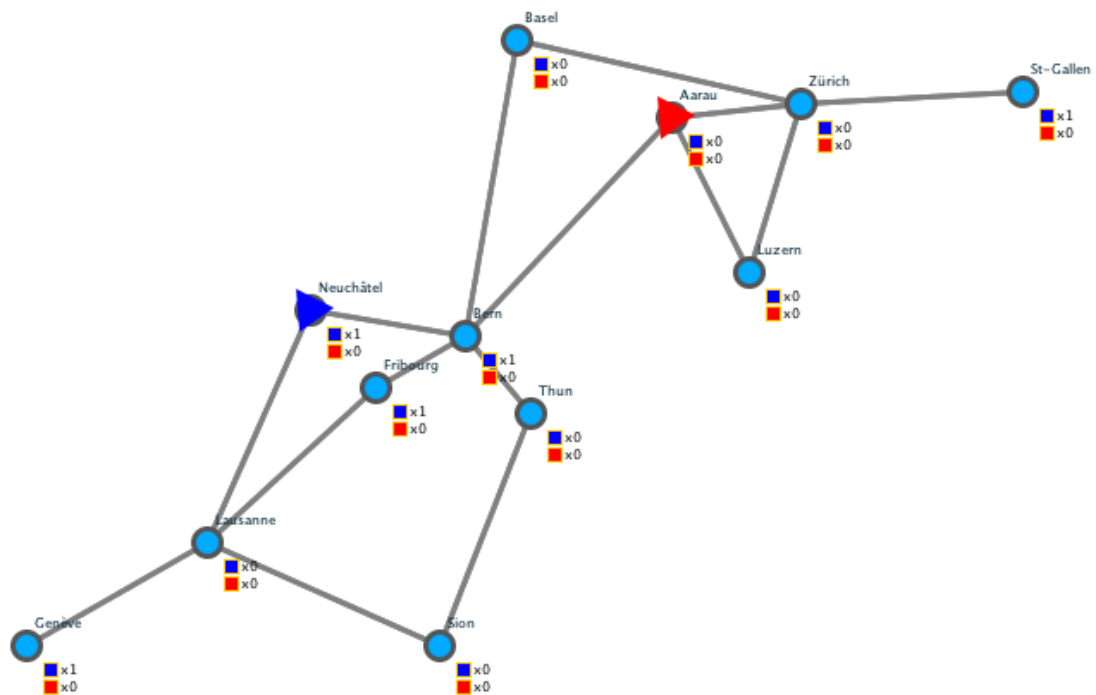 Basel
x0
x0
Zürich
x0
x0
St-Gallen
x1
x0
Aarau
x0
x0
Luzern
x0
x0
Neuchâtel
x1
x0
Bern
x1
x0
Fribourg
x1
x0
Thun
x0
x0
Lausanne
x0
x0
Genève
x1
x0
Sion
x0
x0